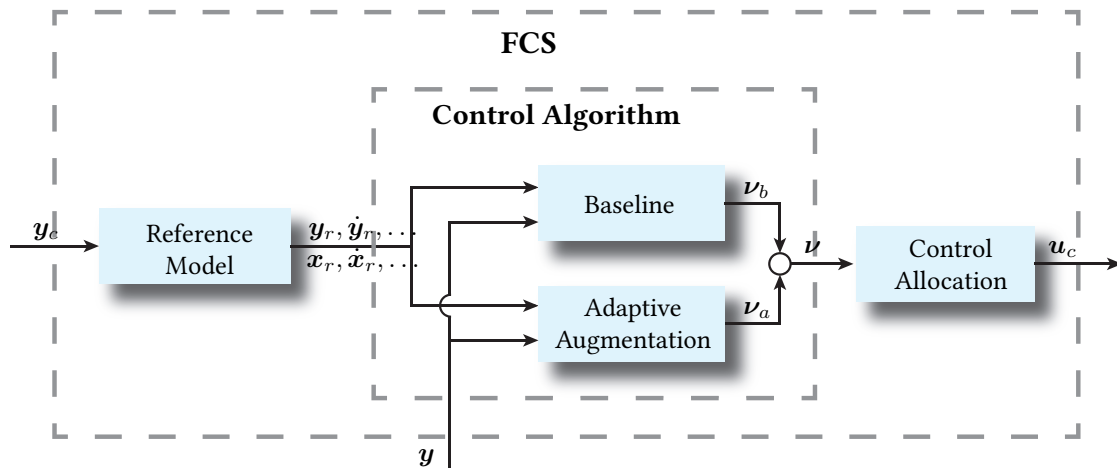 FCS
Control Algorithm
Baseline
𝝂_b
𝒚_c
Reference
Model
𝒚_r, 𝒚̇_r, …
𝒙_r, 𝒙̇_r, …
𝝂
Control
Allocation
𝒖_c
Adaptive
Augmentation
𝝂_a
𝒚